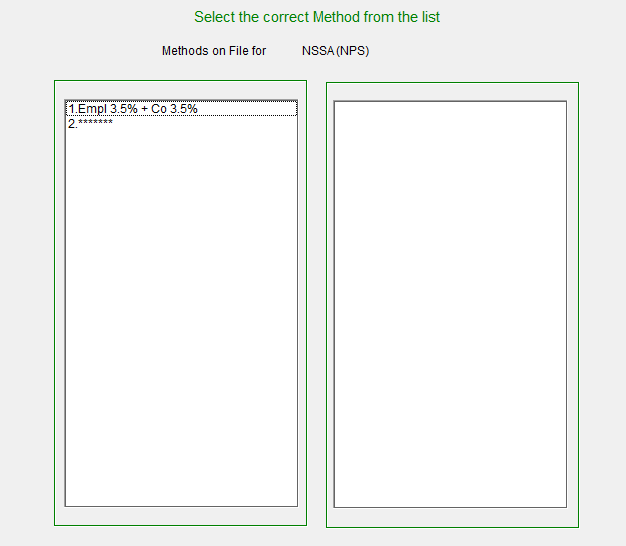 Select the correct Method from the list
Methods on File for NSSA (NPS)
1.Empl 3.5% + Co 3.5%
2.*******